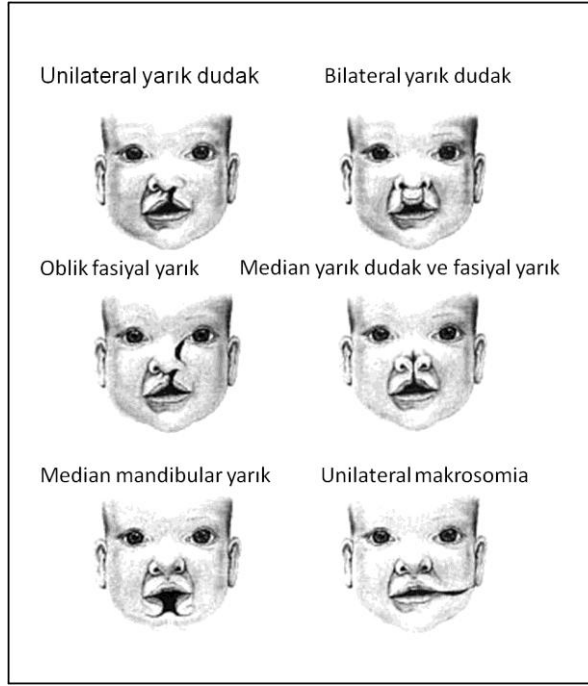 Unilateral yarık dudak
Bilateral yarık dudak
Oblik fasiyal yarık
Median yarık dudak ve fasiyal yarık
Median mandibular yarık
Unilateral makrosomia